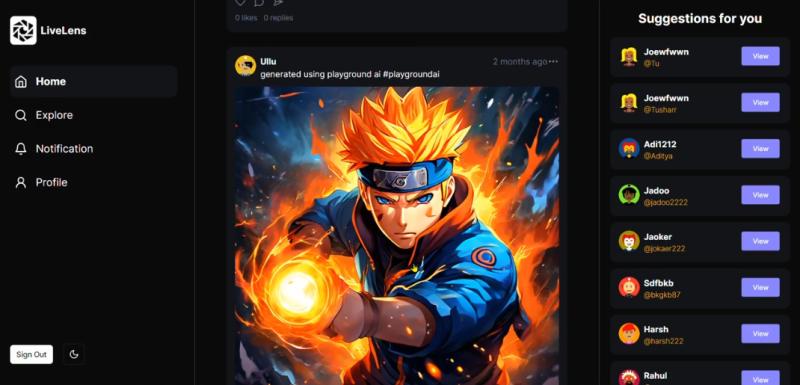 LiveLens
Home
Explore
Notification
Profile
Sign Out
0 likes 0 replies
Ullu
2 months ago
generated using playground ai #playgroundai
Suggestions for you
Joewfwwn
@Tu
View
Joewfwwn
@Tusharr
View
Adi1212
@Aditya
View
Jadoo
@jadoo2222
View
Jaoker
@jokaer222
View
Sdfbkb
@bkgkb87
View
Harsh
@harsh222
View
Rahul
View